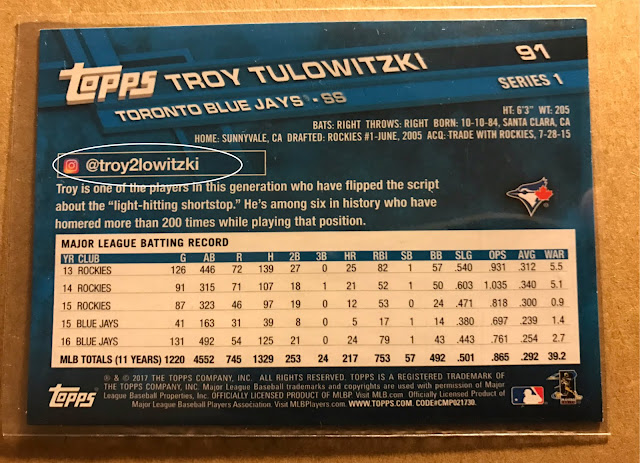 topps TROY TULOWITZKI 91
TORONTO BLUE JAYS • SS SERIES 1
HT: 6'3" WT: 205
BATS: RIGHT THROWS: RIGHT BORN: 10-10-84, SANTA CLARA, CA
HOME: SUNNYVALE, CA DRAFTED: ROCKIES #1-JUNE, 2005 ACQ: TRADE WITH ROCKIES, 7-28-15
@troy2lowitzki
Troy is one of the players in this generation who have flipped the script
about the "light-hitting shortstop." He's among six in history who have
homered more than 200 times while playing that position.
MAJOR LEAGUE BATTING RECORD
YR CLUB G AB R H 2B 3B HR RBI SB BB SLG OPS AVG WAR
13 ROCKIES 126 446 72 139 27 0 25 82 1 57 .540 .931 .312 5.5
14 ROCKIES 91 315 71 107 18 1 21 52 1 50 .603 1.035 .340 5.1
15 ROCKIES 87 323 46 97 19 0 12 53 0 24 .471 .818 .300 0.9
15 BLUE JAYS 41 163 31 39 8 0 5 17 1 14 .380 .697 .239 1.4
16 BLUE JAYS 131 492 54 125 21 0 24 79 1 43 .443 .761 .254 2.7
MLB TOTALS (11 YEARS) 1220 4552 745 1329 253 24 217 753 57 492 .501 .865 .292 39.2
® & © 2017 THE TOPPS COMPANY, INC. ALL RIGHTS RESERVED. TOPPS IS A REGISTERED TRADEMARK OF
THE TOPPS COMPANY, INC. Major League Baseball trademarks and copyrights are used with permission of Major
League Baseball Properties, Inc. OFFICIALLY LICENSED PRODUCT OF MLBP. Visit MLB.com. Officially Licensed Product of
Major League Baseball Players Association. Visit MLBPlayers.com. WWW.TOPPS.COM. CODE#CMP021730.
topps